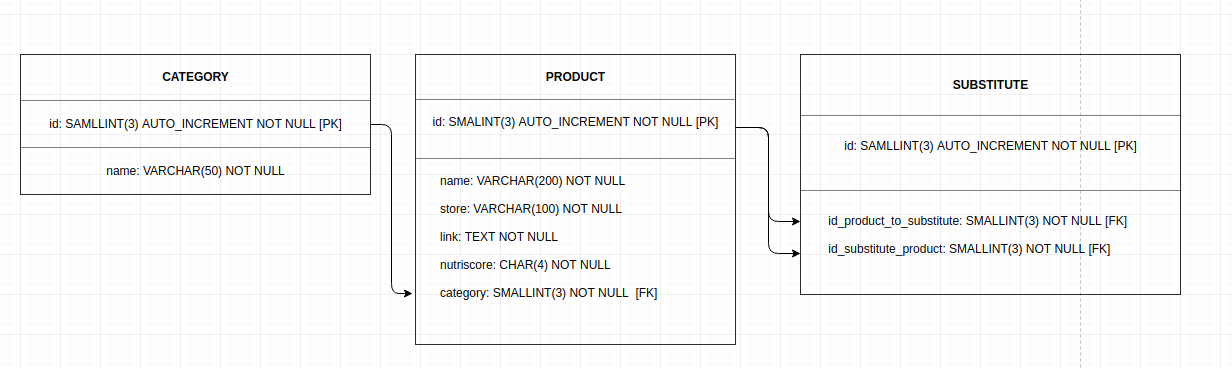 CATEGORY
id: SAMLLINT(3) AUTO_INCREMENT NOT NULL [PK]
name: VARCHAR(50) NOT NULL
PRODUCT
id: SMALINT(3) AUTO_INCREMENT NOT NULL [PK]
name: VARCHAR(200) NOT NULL
store: VARCHAR(100) NOT NULL
link: TEXT NOT NULL
nutriscore: CHAR(4) NOT NULL
category: SMALLINT(3) NOT NULL  [FK]
SUBSTITUTE
id: SAMLLINT(3) AUTO_INCREMENT NOT NULL [PK]
id_product_to_substitute: SMALLINT(3) NOT NULL [FK]
id_substitute_product: SMALLINT(3) NOT NULL [FK]